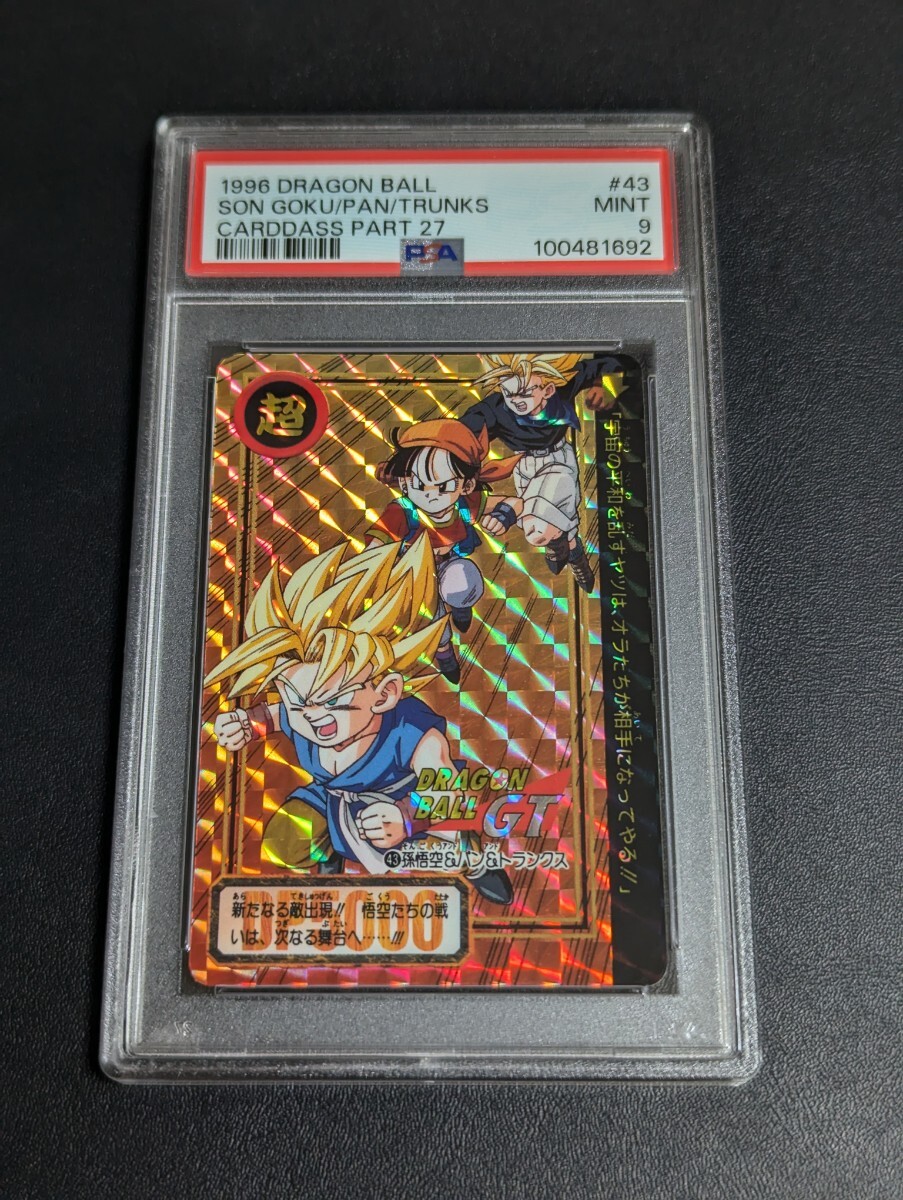 1996 DRAGON BALL #43
SON GOKU/PAN/TRUNKS MINT
CARDDASS PART 27 9
PSA 100481692
超
「宇宙の平和を乱すヤツは、オラたちが相手になってやる!!」
DRAGON
BALL GT
43孫悟空&パン&トランクス
新たなる敵出現!! 悟空たちの戦
いは、次なる舞台へ……!!!